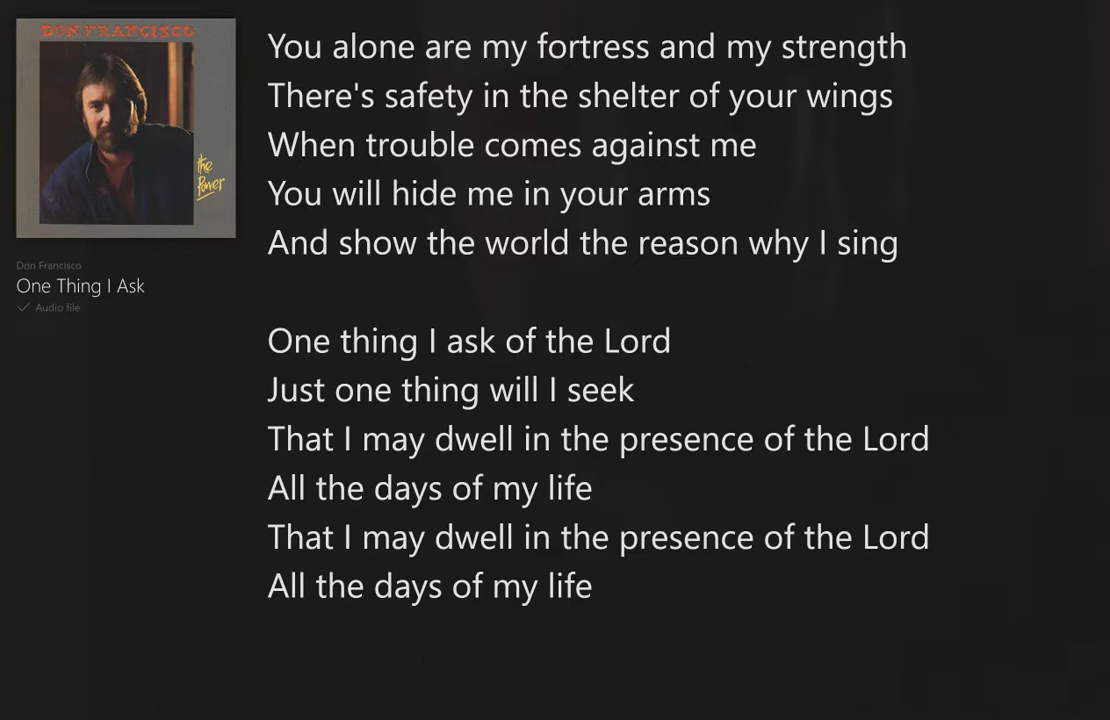 DON FRANCISCO
the
Power
Don Francisco
One Thing I Ask
Audio file
You alone are my fortress and my strength
There's safety in the shelter of your wings
When trouble comes against me
You will hide me in your arms
And show the world the reason why I sing
One thing I ask of the Lord
Just one thing will I seek
That I may dwell in the presence of the Lord
All the days of my life
That I may dwell in the presence of the Lord
All the days of my life